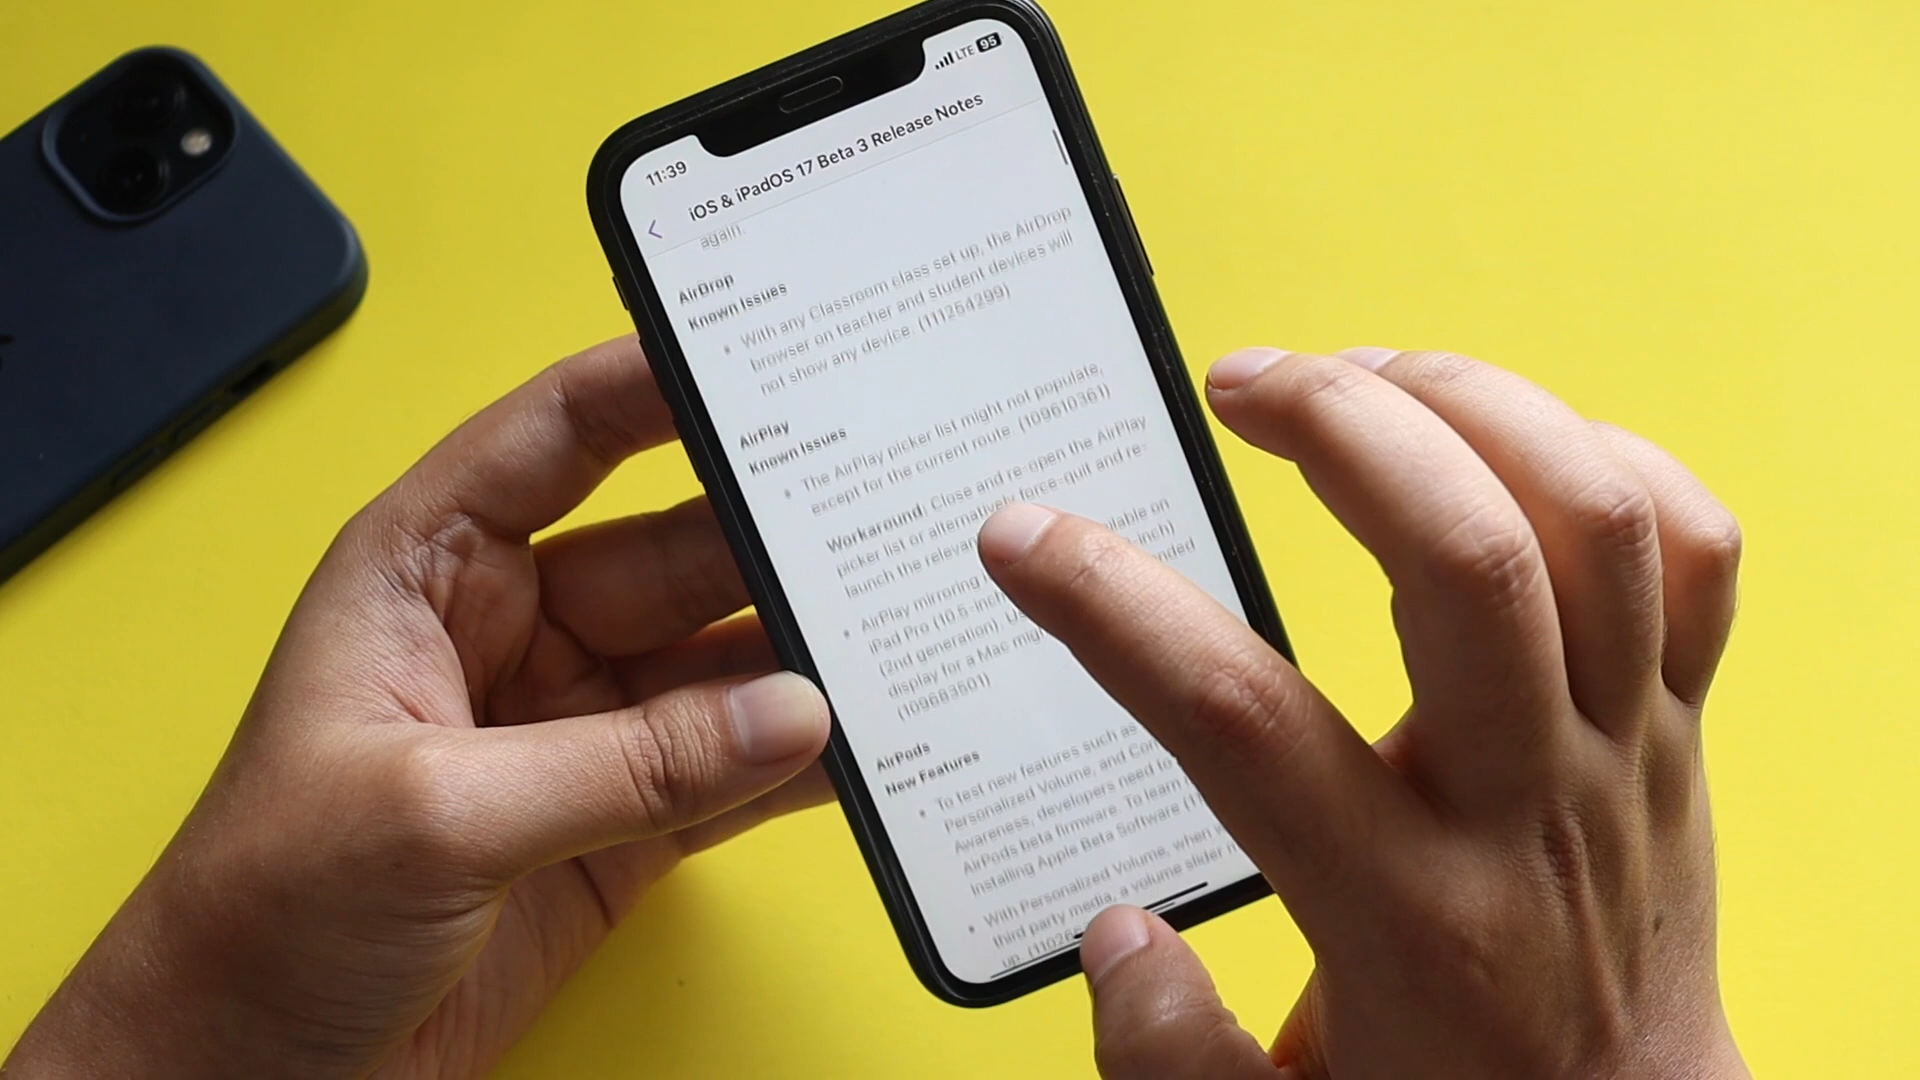 11:39
LTE 95
iOS & iPadOS 17 Beta 3 Release Notes
again.
AirDrop
Known Issues
• With any Classroom class set up, the AirDrop
browser on teacher and student devices will
not show any device. (111254299)
AirPlay
Known Issues
• The AirPlay picker list might not populate,
except for the current route. (109610361)
Workaround: Close and re-open the AirPlay
picker list or alternatively force-quit and re-
launch the
• AirPlay mirroring on
iPad Pro (10.5-inch -inch)
(2nd generation).
display for a Mac
(109683501)
AirPods
New Features
• To test new features such as
Personalized Volume, and
Awareness, developers need to
AirPods beta firmware. To learn
Installing Apple Beta Software
• With Personalized Volume, when
third party media, a volume slider
up.